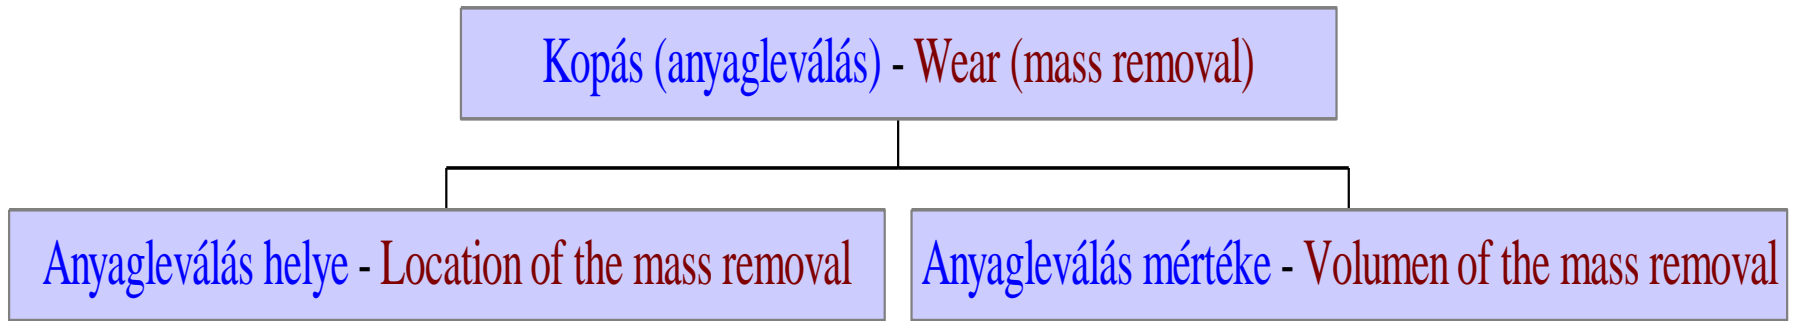 Kopás (anyagleválás) - Wear (mass removal)
Anyagleválás helye - Location of the mass removal
Anyagleválás mértéke - Volumen of the mass removal